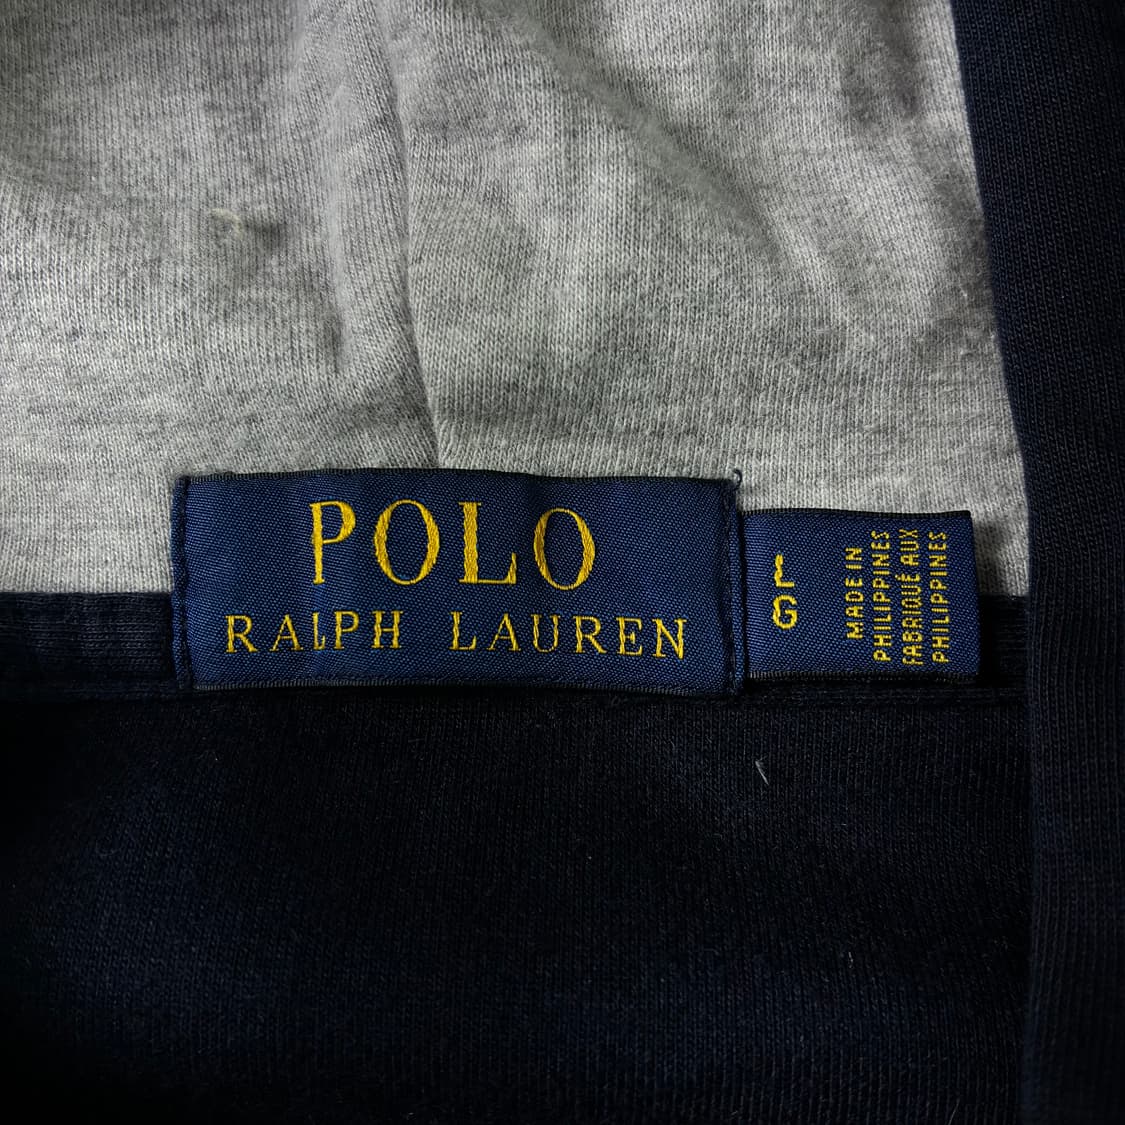 POLO
RALPH LAUREN
L
G
MADE IN
PHILIPPINES
FABRIQUÉ AUX
PHILIPPINES